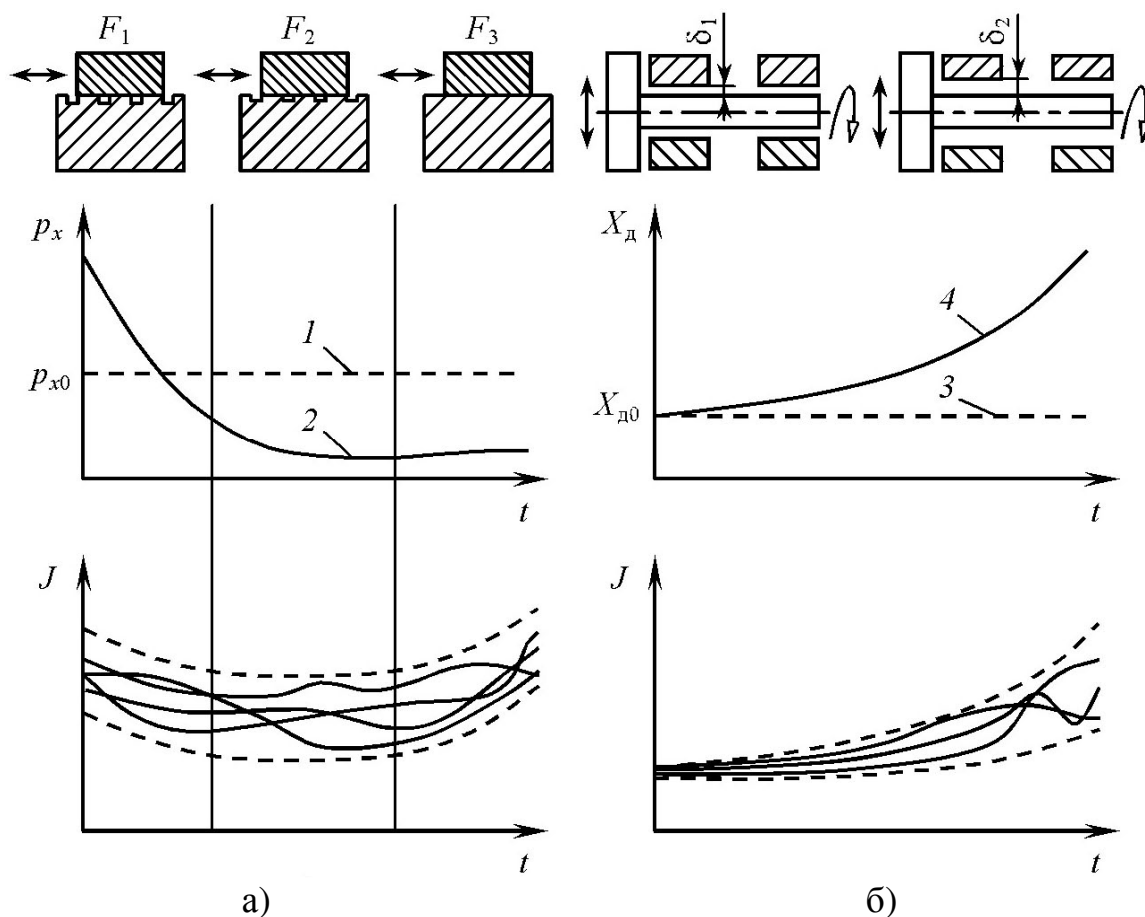 F₁ F₂ F₃ δ₁ δ₂
pₓ Xд
1 4
pₓ₀ 3
2 Xд0
t t
J J
t t
а) б)